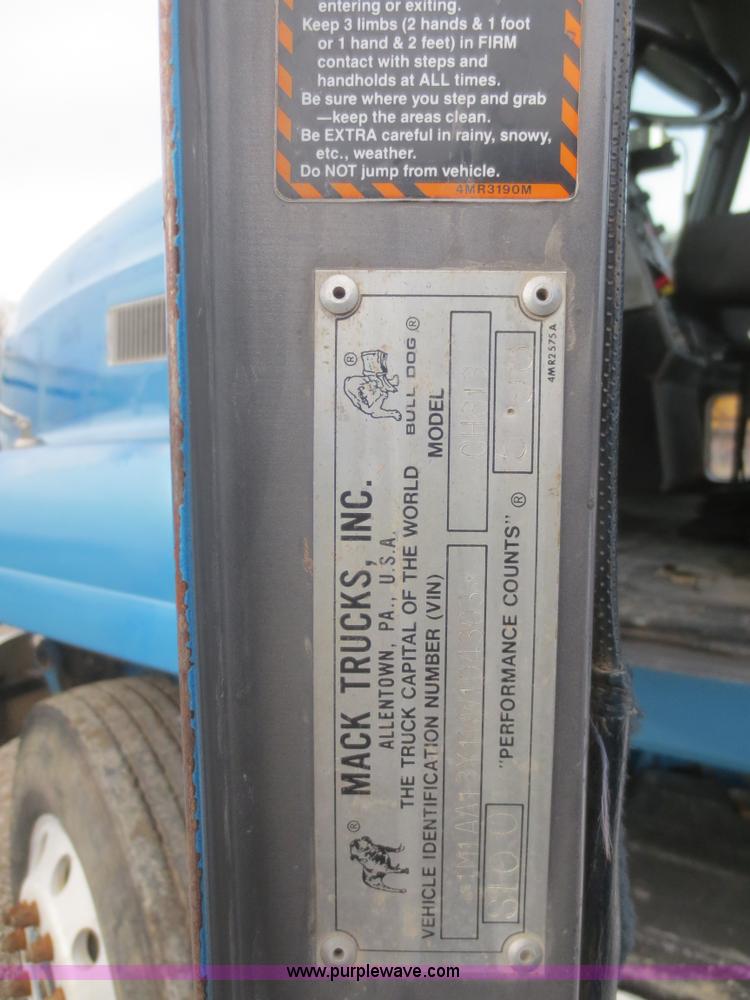 entering or exiting.
Keep 3 limbs (2 hands & 1 foot
or 1 hand & 2 feet) in FIRM
contact with steps and
handholds at ALL times.
Be sure where you step and grab
—keep the areas clean.
Be EXTRA careful in rainy, snowy,
etc., weather.
Do NOT jump from vehicle.
4MR3190M
® ®
MACK TRUCKS, INC.
ALLENTOWN, PA., U.S.A.
THE TRUCK CAPITAL OF THE WORLD BULL DOG ®
VEHICLE IDENTIFICATION NUMBER (VIN) MODEL
"PERFORMANCE COUNTS" ®
4MR2575A
www.purplewave.com